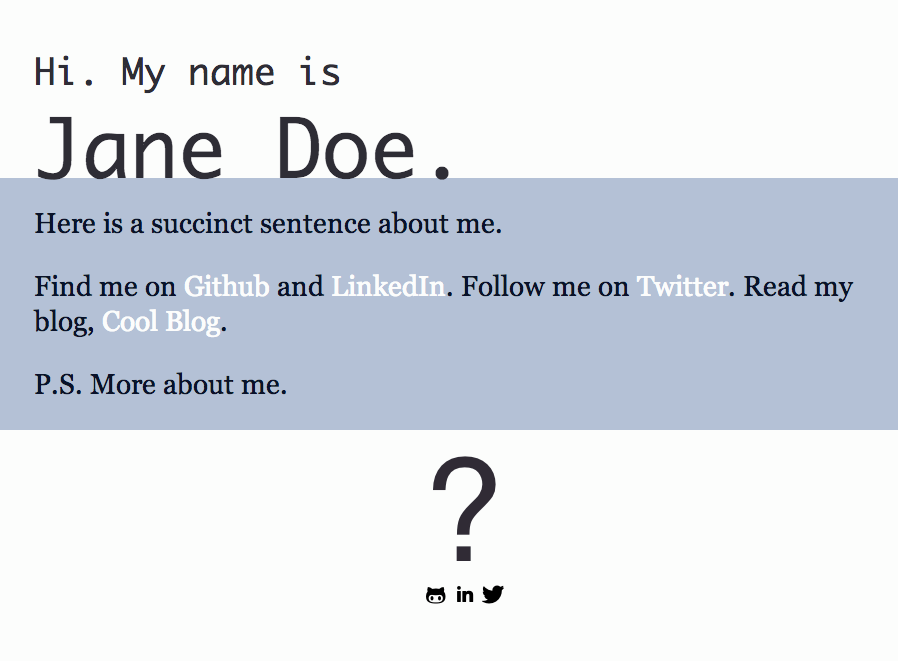 Hi. My name is
Jane Doe.
Here is a succinct sentence about me.
Find me on Github and LinkedIn. Follow me on Twitter. Read my
blog, Cool Blog.
P.S. More about me.
?
in